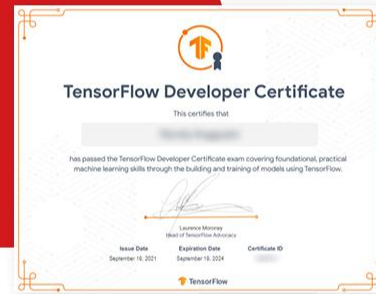 TensorFlow Developer Certificate
This certifies that
has passed the TensorFlow Developer Certificate exam covering foundational, practical
machine learning skills through the building and training of models using TensorFlow.
Laurence Moroney
Head of TensorFlow Advocacy
Issue Date Expiration Date Certificate ID
September 18, 2021 September 18, 2024
TensorFlow